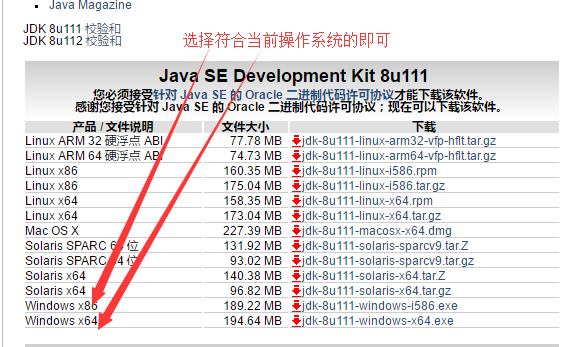 Java Magazine
JDK 8u111 校验和
JDK 8u112 校验和
选择符合当前操作系统的即可
Java SE Development Kit 8u111
您必须接受针对 Java SE 的 Oracle 二进制代码许可协议才能下载该软件。
感谢您接受针对 Java SE 的 Oracle 二进制代码许可协议；现在可以下载该软件。
产品 / 文件说明 文件大小 下载
Linux ARM 32 硬浮点 ABI 77.78 MB jdk-8u111-linux-arm32-vfp-hflt.tar.gz
Linux ARM 64 硬浮点 ABI 74.73 MB jdk-8u111-linux-arm64-vfp-hflt.tar.gz
Linux x86 160.35 MB jdk-8u111-linux-i586.rpm
Linux x86 175.04 MB jdk-8u111-linux-i586.tar.gz
Linux x64 158.35 MB jdk-8u111-linux-x64.rpm
Linux x64 173.04 MB jdk-8u111-linux-x64.tar.gz
Mac OS X 227.39 MB jdk-8u111-macosx-x64.dmg
Solaris SPARC 64 位 131.92 MB jdk-8u111-solaris-sparcv9.tar.Z
Solaris SPARC 64 位 93.02 MB jdk-8u111-solaris-sparcv9.tar.gz
Solaris x64 140.38 MB jdk-8u111-solaris-x64.tar.Z
Solaris x64 96.82 MB jdk-8u111-solaris-x64.tar.gz
Windows x86 189.22 MB jdk-8u111-windows-i586.exe
Windows x64 194.64 MB jdk-8u111-windows-x64.exe